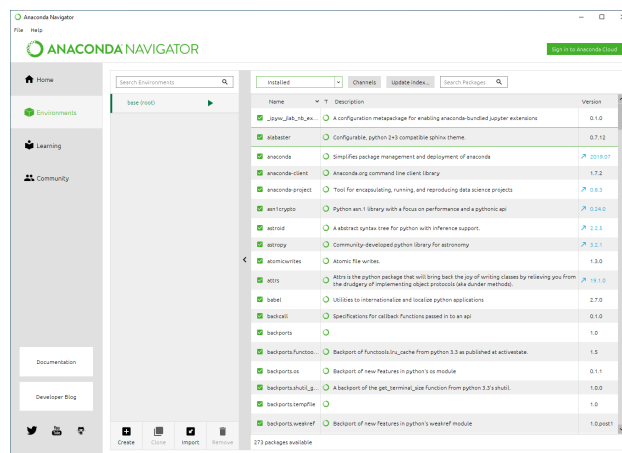 Anaconda Navigator
File Help
ANACONDA NAVIGATOR
Sign in to Anaconda Cloud
Home
Environments
Learning
Community
Documentation
Developer Blog
Search Environments
base (root)
Create Clone Import Remove
Installed Channels Update index... Search Packages
Name T Description Version
_ipyw_jlab_nb_ex... A configuration metapackage for enabling anaconda-bundled jupyter extensions 0.1.0
alabaster Configurable, python 2+3 compatible sphinx theme. 0.7.12
anaconda Simplifies package management and deployment of anaconda 2019.07
anaconda-client Anaconda.org command line client library 1.7.2
anaconda-project Tool for encapsulating, running, and reproducing data science projects 0.8.3
asn1crypto Python asn.1 library with a focus on performance and a pythonic api 0.24.0
astroid A abstract syntax tree for python with inference support. 2.2.5
astropy Community-developed python library for astronomy 3.2.1
atomicwrites Atomic file writes. 1.3.0
attrs Attrs is the python package that will bring back the joy of writing classes by relieving you from
the drudgery of implementing object protocols (aka dunder methods). 19.1.0
babel Utilities to internationalize and localize python applications 2.7.0
backcall Specifications for callback functions passed in to an api 0.1.0
backports 1.0
backports.functoo... Backport of functools.lru_cache from python 3.3 as published at activestate. 1.5
backports.os Backport of new features in python's os module 0.1.1
backports.shutil_g... A backport of the get_terminal_size function from python 3.3's shutil. 1.0.0
backports.tempfile 1.0
backports.weakref Backport of new features in python's weakref module 1.0.post1
273 packages available